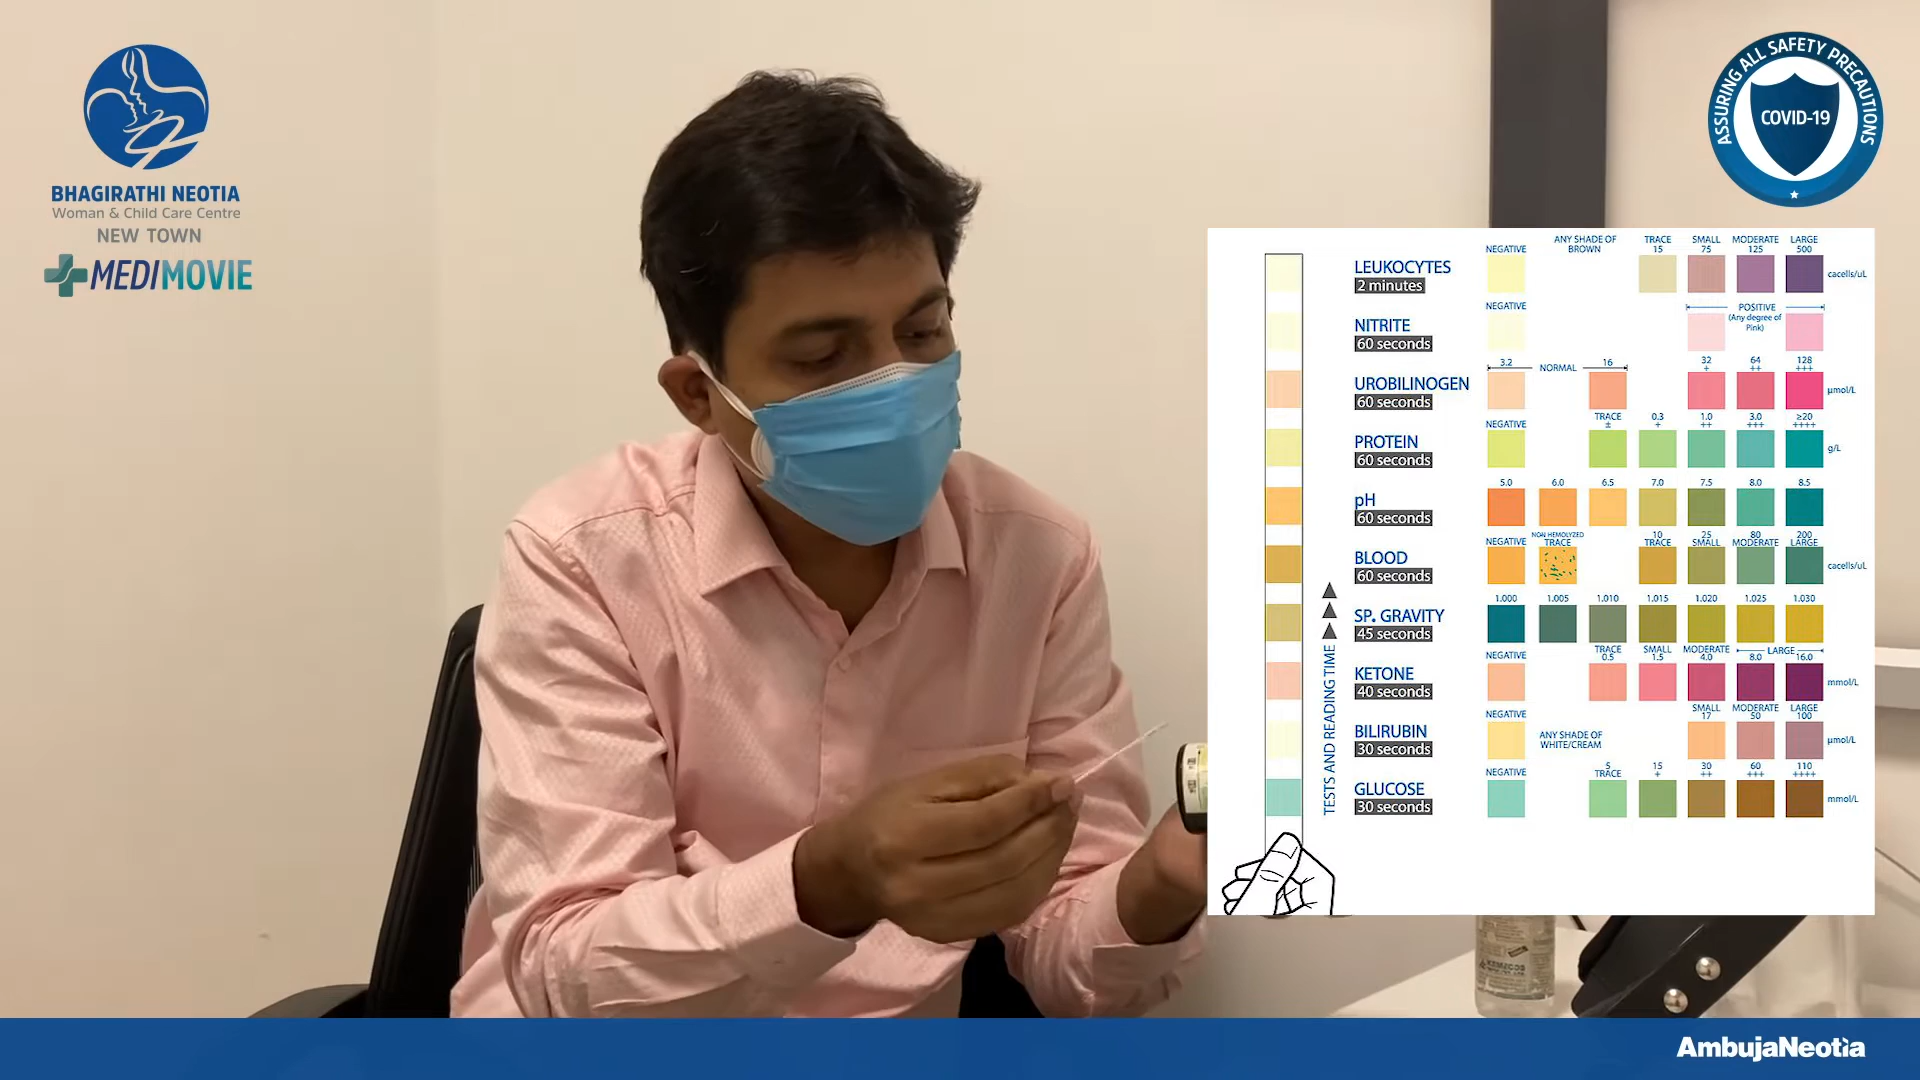 BHAGIRATHI NEOTIA
Woman & Child Care Centre
NEW TOWN
MEDIMOVIE
ASSURING ALL SAFETY PRECAUTIONS
COVID-19
TESTS AND READING TIME
LEUKOCYTES
2 minutes
NEGATIVE
ANY SHADE OF
BROWN
TRACE SMALL MODERATE LARGE
15 75 125 500
cacells/uL
NITRITE
60 seconds
NEGATIVE
POSITIVE
(Any degree of
Pink)
UROBILINOGEN
60 seconds
3.2 NORMAL 16 32 64 128
+ ++ +++
μmol/L
PROTEIN
60 seconds
NEGATIVE
TRACE 0.3 1.0 3.0 ≥20
± + ++ +++ ++++
g/L
pH
60 seconds
5.0 6.0 6.5 7.0 7.5 8.0 8.5
BLOOD
60 seconds
NEGATIVE
NON HEMOLYZED
TRACE
10 25 80 200
TRACE SMALL MODERATE LARGE
cacells/uL
SP. GRAVITY
45 seconds
1.000 1.005 1.010 1.015 1.020 1.025 1.030
KETONE
40 seconds
NEGATIVE
TRACE SMALL MODERATE LARGE
0.5 1.5 4.0 8.0 16.0
mmol/L
BILIRUBIN
30 seconds
NEGATIVE
ANY SHADE OF
WHITE/CREAM
SMALL MODERATE LARGE
17 50 100
μmol/L
GLUCOSE
30 seconds
NEGATIVE
5 15 30 60 110
TRACE + ++ +++ ++++
mmol/L
AmbujaNeotia